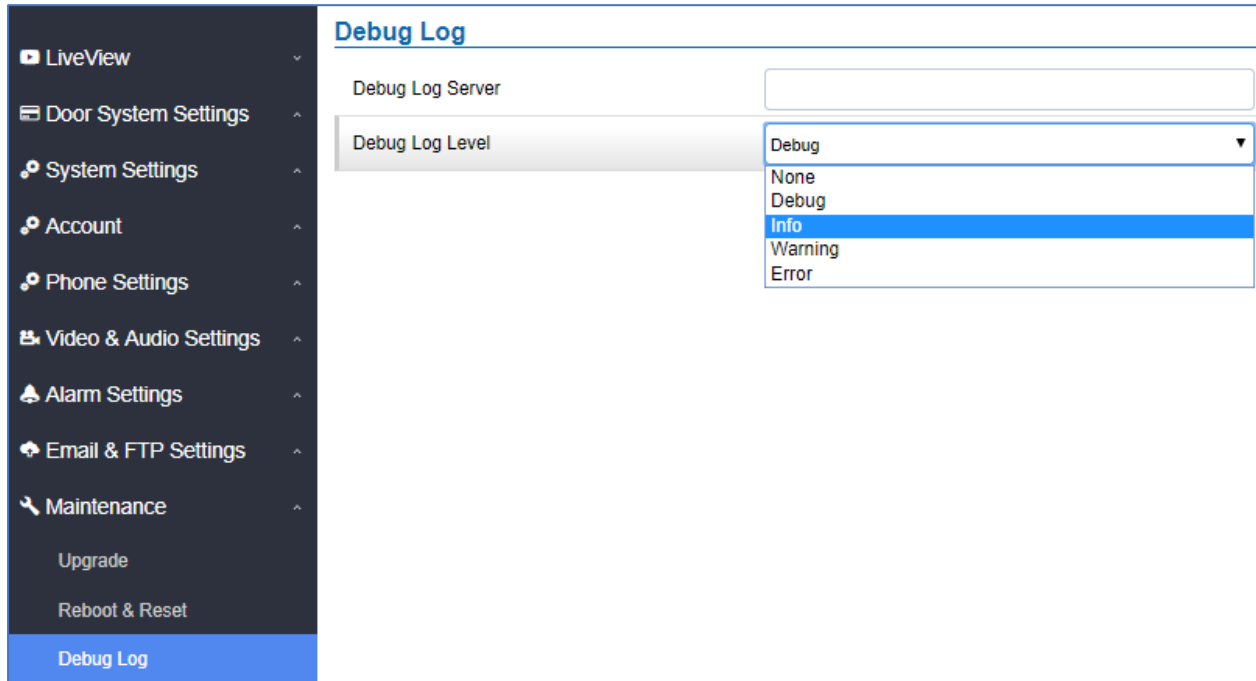 LiveView
Door System Settings
System Settings
Account
Phone Settings
Video & Audio Settings
Alarm Settings
Email & FTP Settings
Maintenance
Upgrade
Reboot & Reset
Debug Log
Debug Log
Debug Log Server
Debug Log Level
Debug
None
Debug
Info
Warning
Error